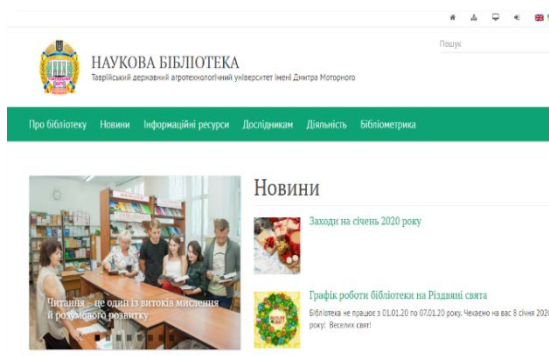 Пошук
НАУКОВА БІБЛІОТЕКА
Таврійський державний агротехнологічний університет імені Дмитра Моторного
Про бібліотеку Новини Інформаційні ресурси Дослідникам Діяльність Бібліометрика
Читання – це один із витоків мислення
й розумового розвитку
Новини
Заходи на січень 2020 року
Графік роботи бібліотеки на Різдвяні свята
Бібліотека не працює з 01.01.20 по 07.01.20 року. Чекаємо на вас 8 січня 2020
року! Веселих свят!